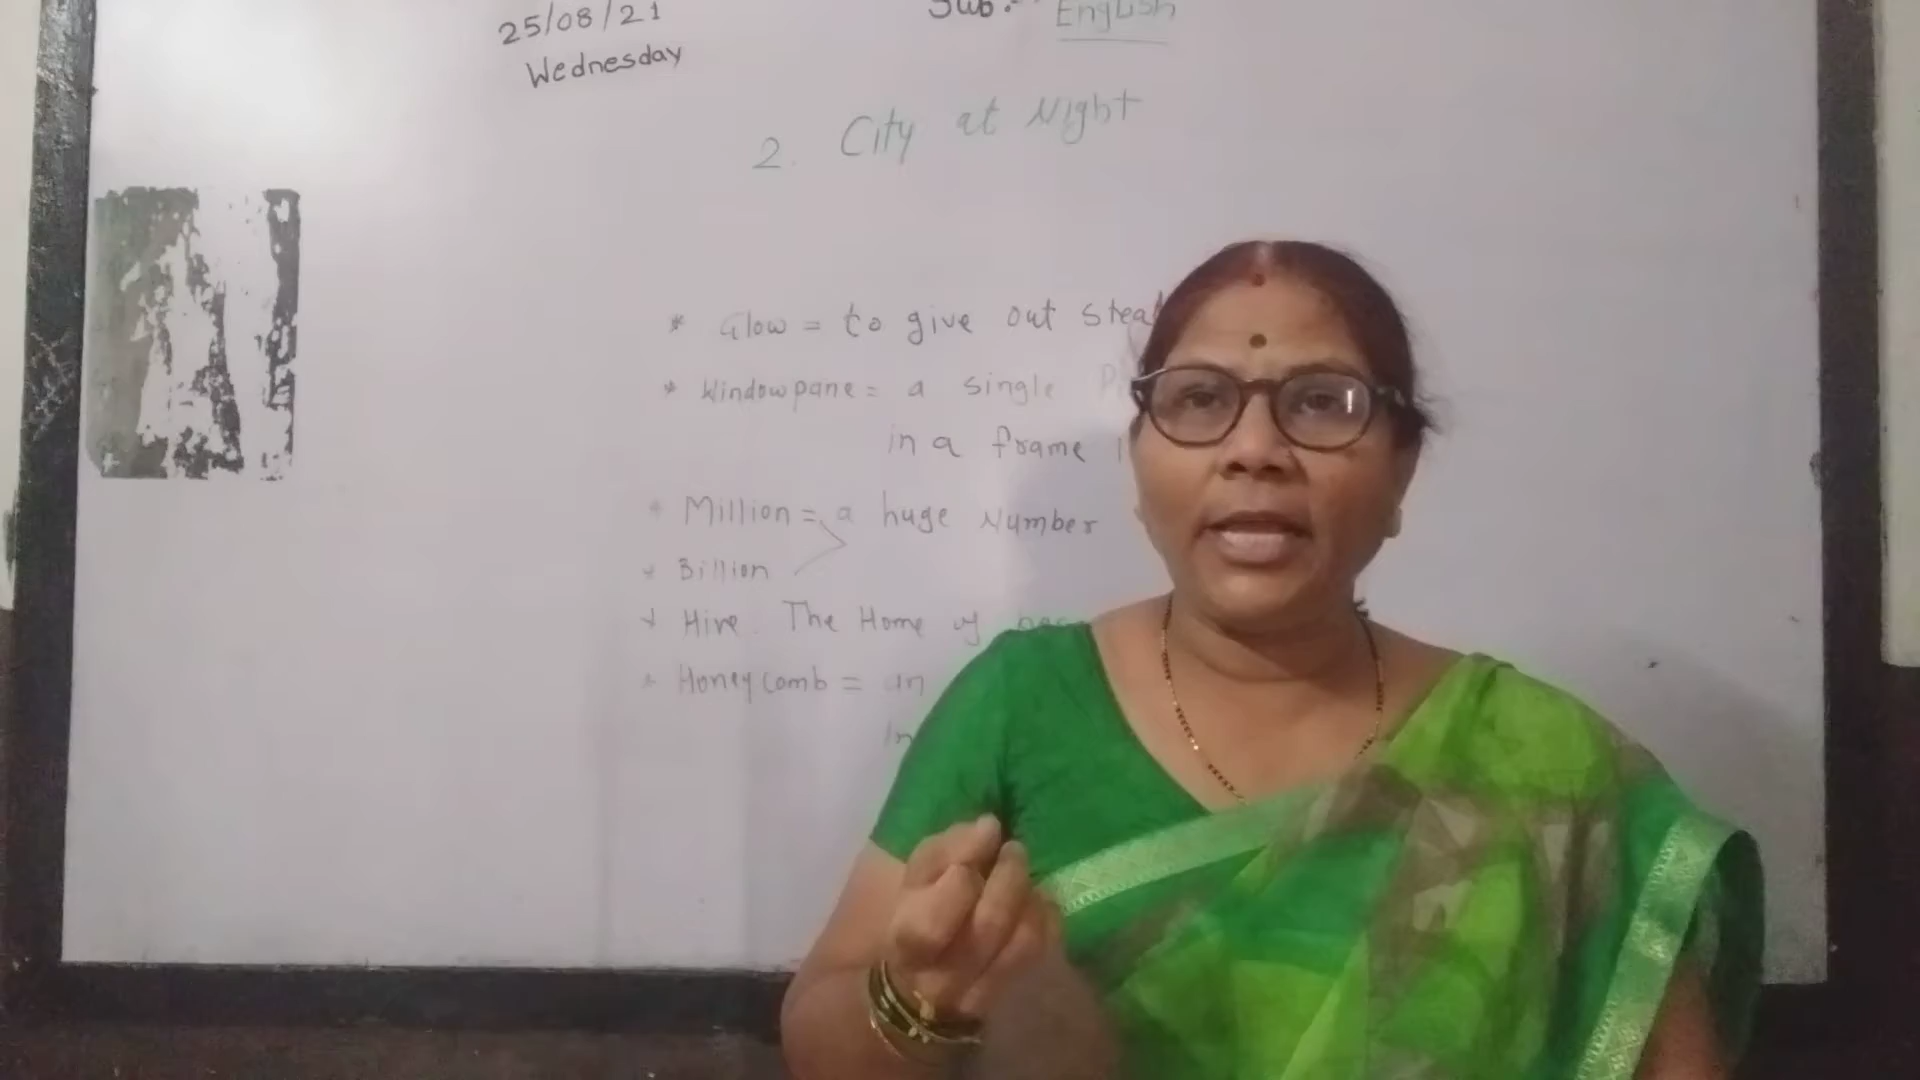 25/08/21
Sub:- English
Wednesday
2. City at Night
* Glow = to give out
* Windowpane = a single
in a frame
* Million = a huge Number
* Billion
* Hive The Home of
* Honey Comb = an
In